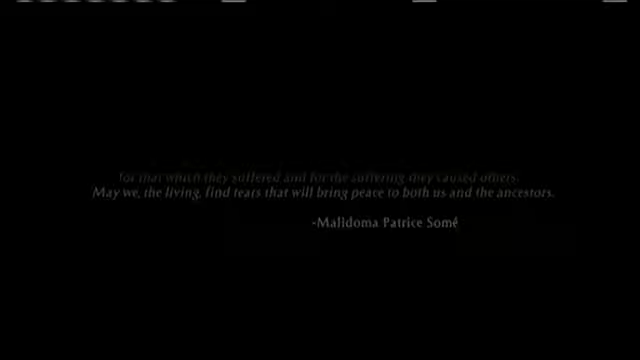 for that which they suffered and for the suffering they caused others.
May we, the living, find tears that will bring peace to both us and the ancestors.
-Malidoma Patrice Somé